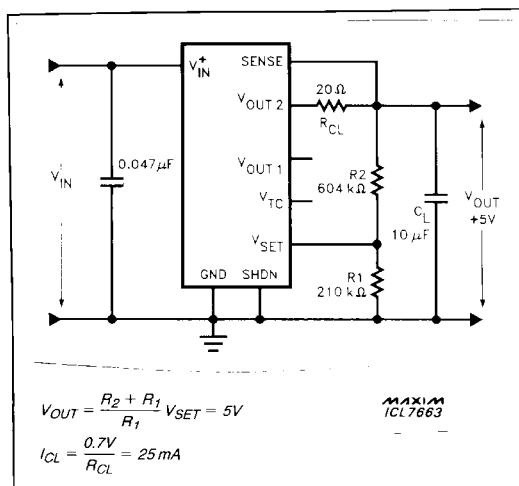 V+IN
SENSE
VOUT 2
20Ω
RCL
0.047µF
VIN
VOUT 1
VTC
R2
604 kΩ
CL
10 µF
VOUT
+5V
VSET
R1
210 kΩ
GND
SHDN
VOUT = (R2 + R1)/R1 VSET = 5V
ICL = 0.7V/RCL = 25 mA
MAXIM
ICL7663